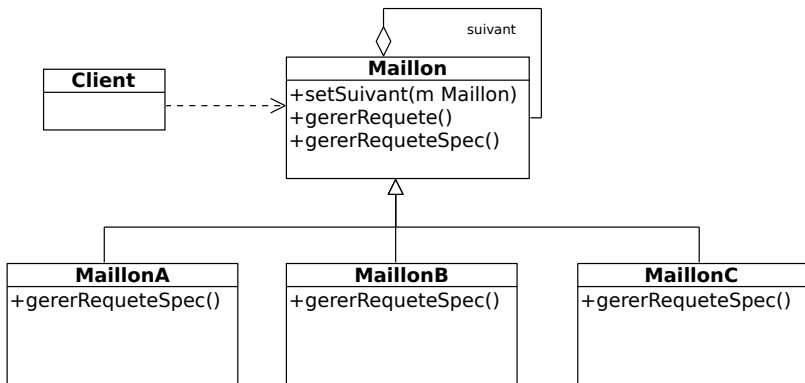 suivant
Maillon
+setSuivant(m Maillon)
+gererRequete()
+gererRequeteSpec()
Client
MaillonA
+gererRequeteSpec()
MaillonB
+gererRequeteSpec()
MaillonC
+gererRequeteSpec()